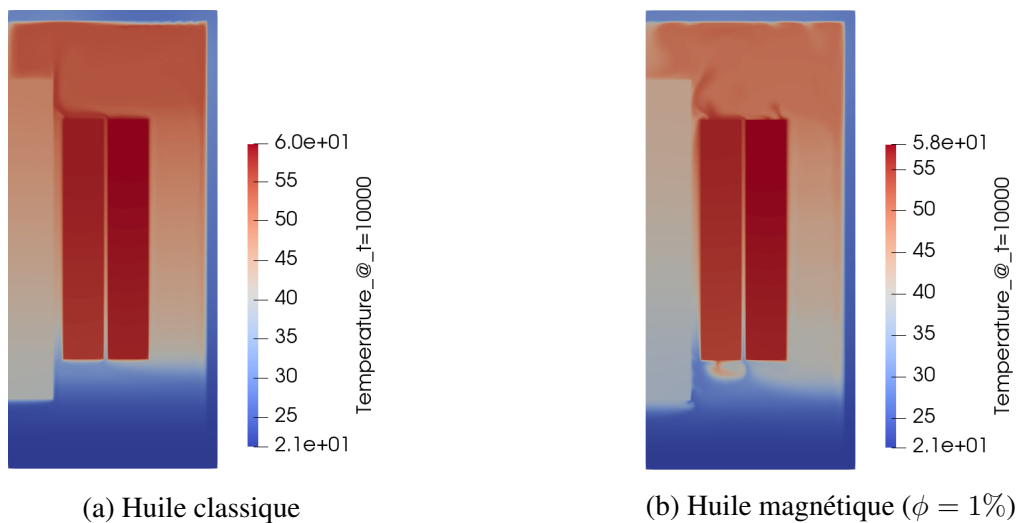 6.0e+01
55
50
45
40
35
30
25
2.1e+01
Temperature_@_t=10000
5.8e+01
55
50
45
40
35
30
25
2.1e+01
Temperature_@_t=10000
(a) Huile classique
(b) Huile magnétique (ϕ = 1%)